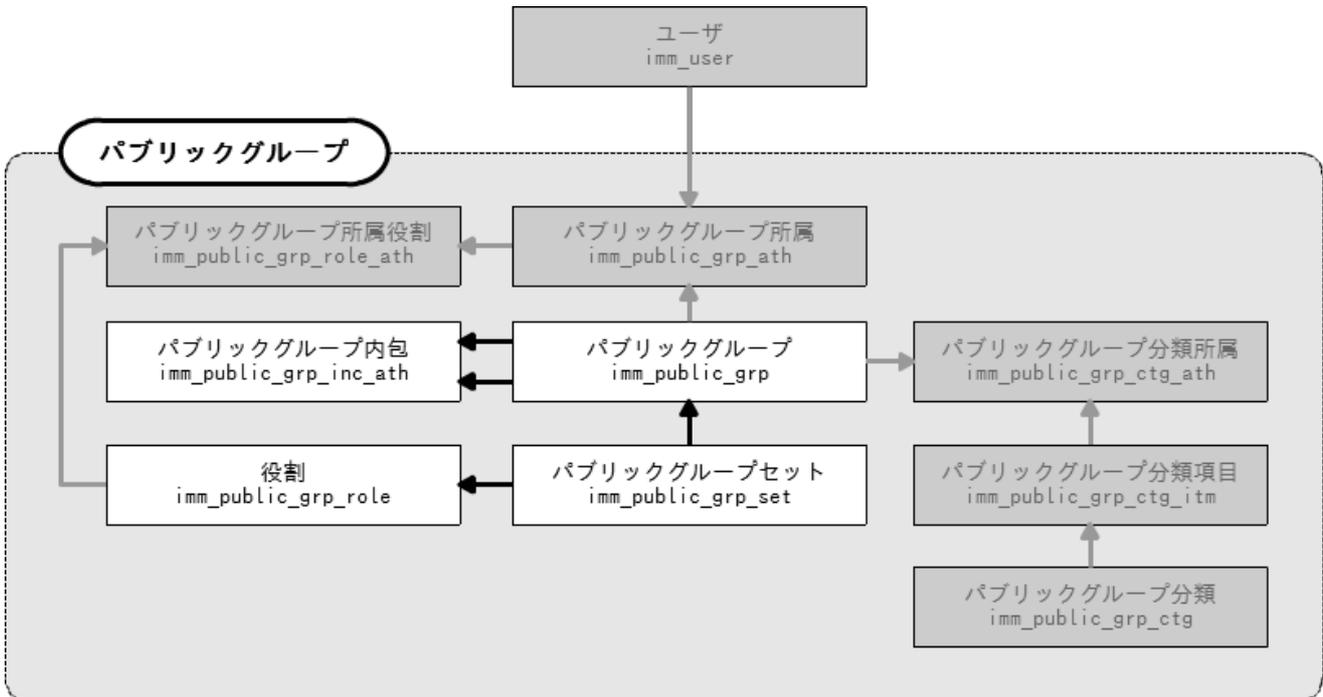 ユーザ
imm_user
パブリックグループ
パブリックグループ所属役割
imm_public_grp_role_ath
パブリックグループ所属
imm_public_grp_ath
パブリックグループ内包
imm_public_grp_inc_ath
パブリックグループ
imm_public_grp
パブリックグループ分類所属
imm_public_grp_ctg_ath
役割
imm_public_grp_role
パブリックグループセット
imm_public_grp_set
パブリックグループ分類項目
imm_public_grp_ctg_itm
パブリックグループ分類
imm_public_grp_ctg